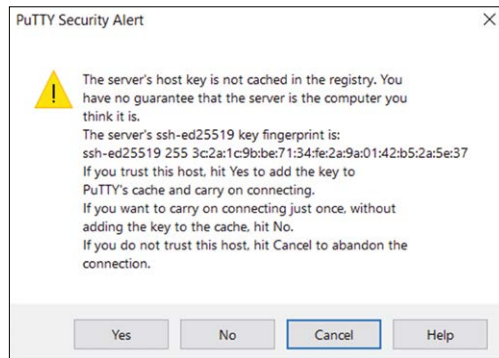 PuTTY Security Alert
The server's host key is not cached in the registry. You
have no guarantee that the server is the computer you
think it is.
The server's ssh-ed25519 key fingerprint is:
ssh-ed25519 255 3c:2a:1c:9b:be:71:34:fe:2a:9a:01:42:b5:2a:5e:37
If you trust this host, hit Yes to add the key to
PuTTY's cache and carry on connecting.
If you want to carry on connecting just once, without
adding the key to the cache, hit No.
If you do not trust this host, hit Cancel to abandon the
connection.
Yes No Cancel Help